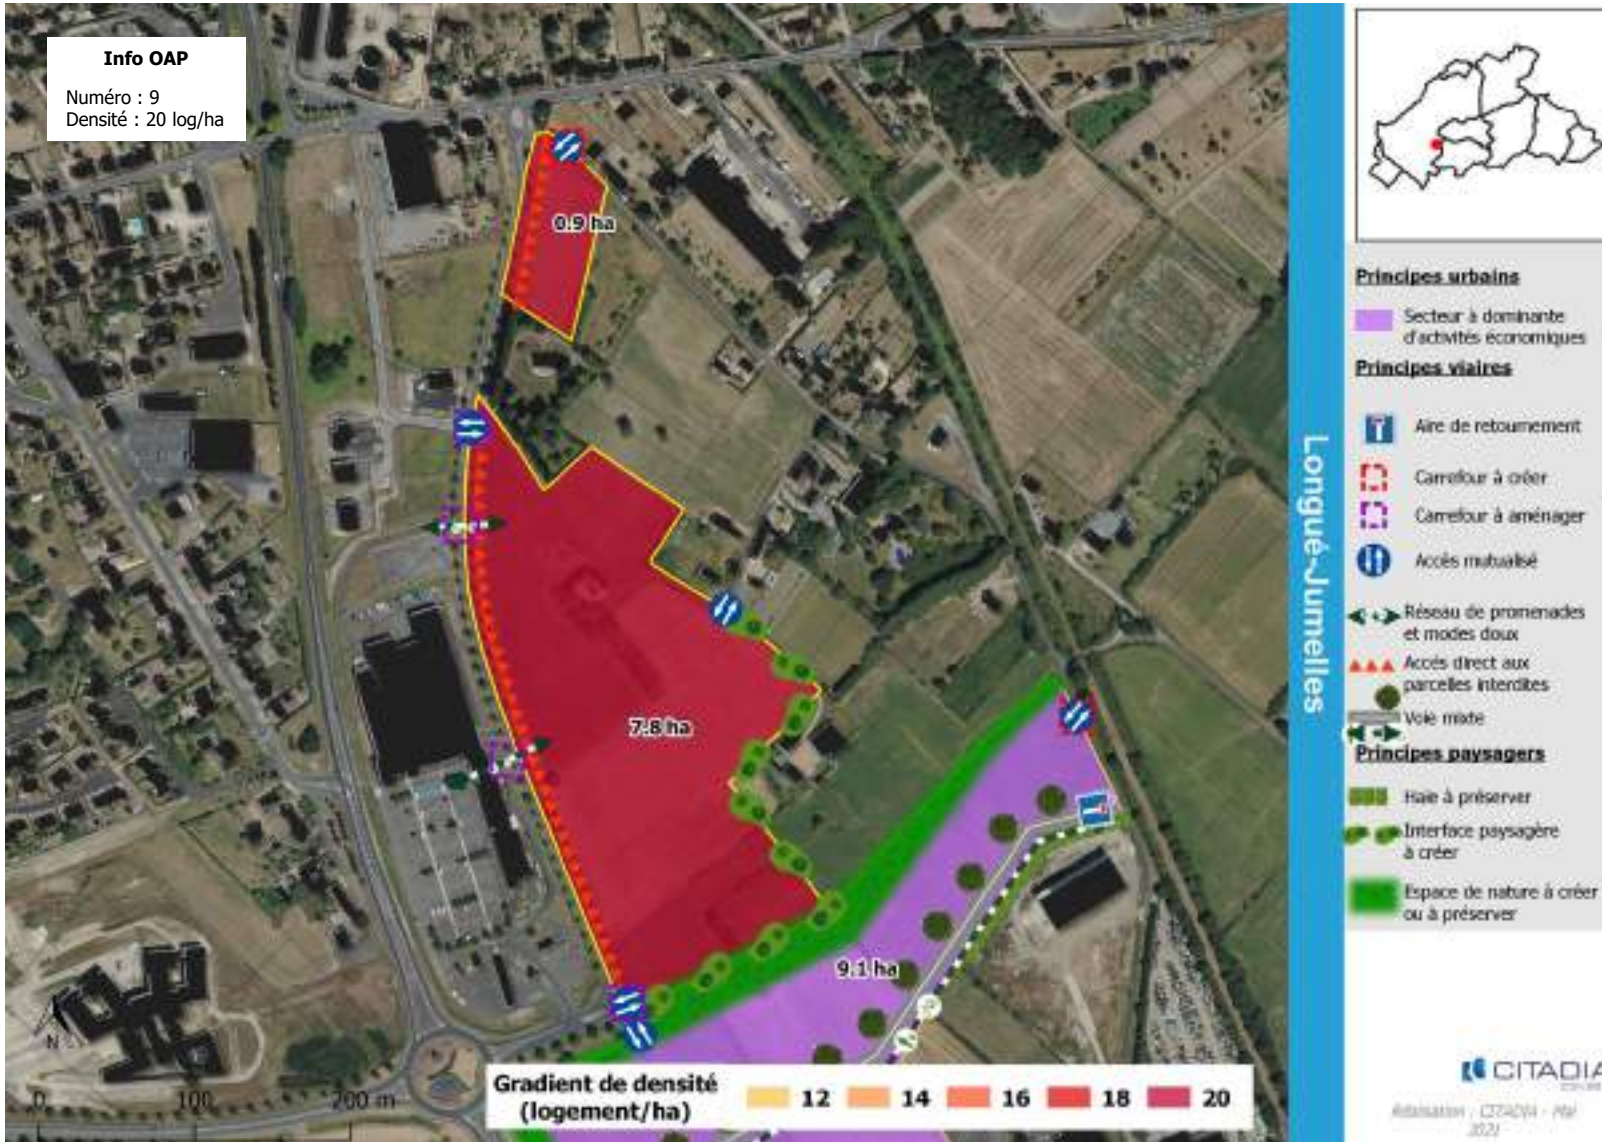 Info OAP
Numéro : 9
Densité : 20 log/ha
0.9 ha
7.8 ha
9.1 ha
N
0 100 200 m
Gradient de densité
(logement/ha)
12 14 16 18 20
Longué-Jumelles
Principes urbains
Secteur à dominante
d'activités économiques
Principes viaires
Aire de retournement
Carrefour à créer
Carrefour à aménager
Accès mutualisé
Réseau de promenades
et modes doux
Accès direct aux
parcelles interdites
Voie mixte
Principes paysagers
Haie à préserver
Interface paysagère
à créer
Espace de nature à créer
ou à préserver
CITADIA
Réalisation : CITADIA - Mai
2021